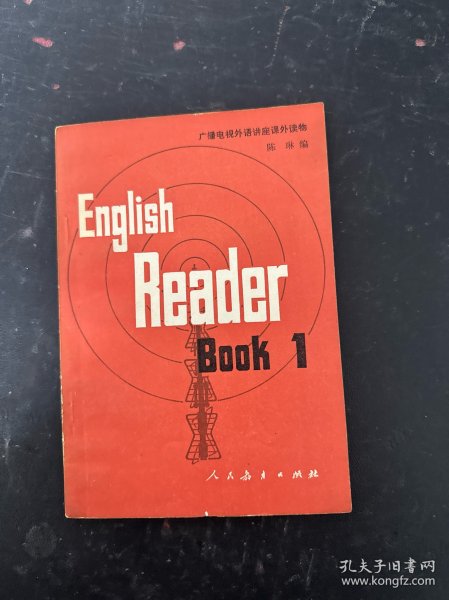 广播电视外语讲座课外读物
陈琳编
English
Reader
Book 1
人民教育出版社
孔夫子旧书网
www.kongfz.com